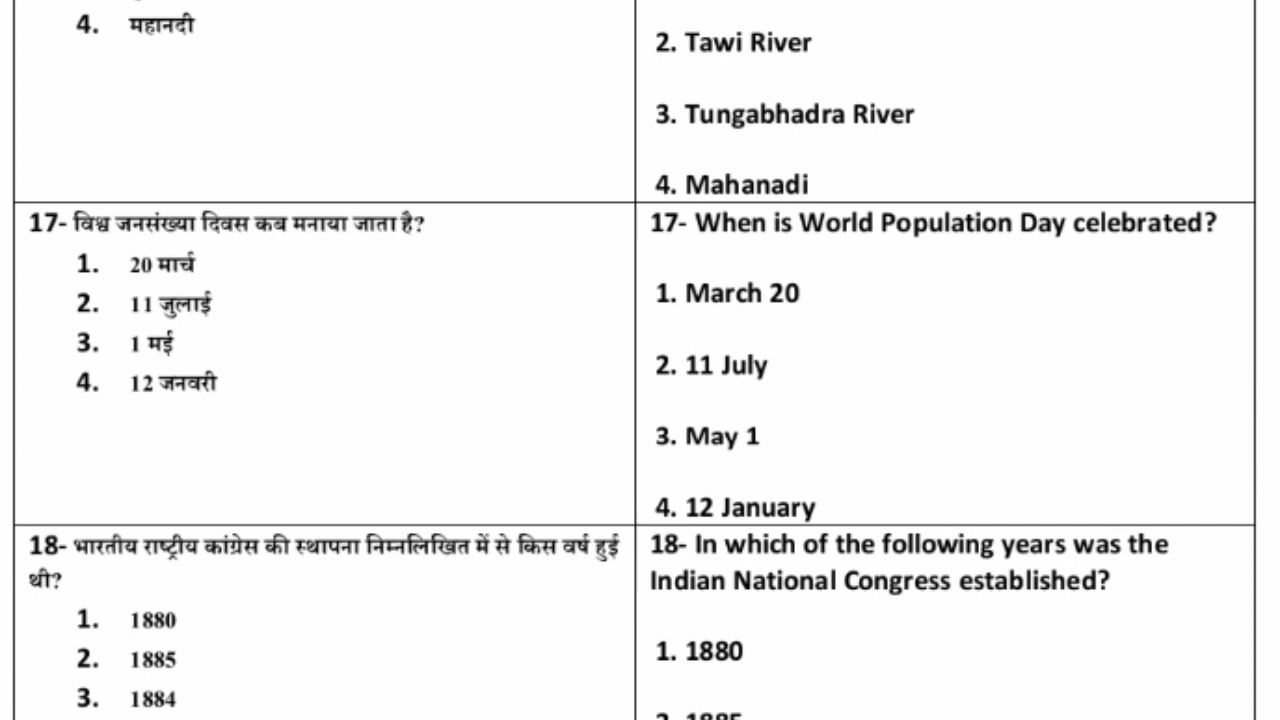 4. महानदी
2. Tawi River
3. Tungabhadra River
4. Mahanadi
17- विश्व जनसंख्या दिवस कब मनाया जाता है?
1. 20 मार्च
2. 11 जुलाई
3. 1 मई
4. 12 जनवरी
17- When is World Population Day celebrated?
1. March 20
2. 11 July
3. May 1
4. 12 January
18- भारतीय राष्ट्रीय कांग्रेस की स्थापना निम्नलिखित में से किस वर्ष हुई
थी?
1. 1880
2. 1885
3. 1884
18- In which of the following years was the
Indian National Congress established?
1. 1880
2. 1885